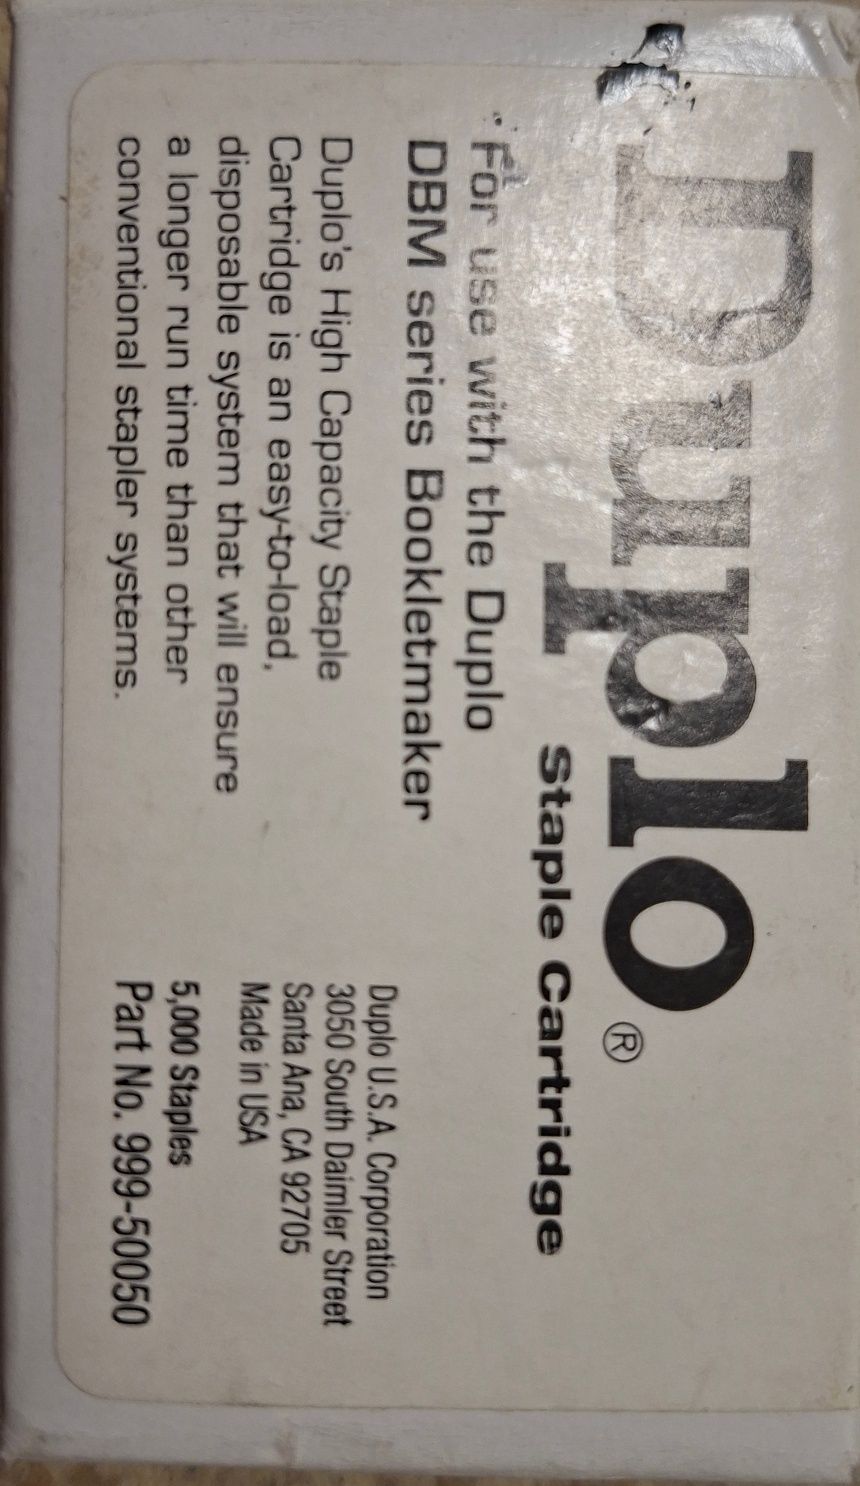 Duplo®
Staple Cartridge
For use with the Duplo
DBM series Bookletmaker
Duplo's High Capacity Staple
Cartridge is an easy-to-load,
disposable system that will ensure
a longer run time than other
conventional stapler systems.
Duplo U.S.A. Corporation
3050 South Daimler Street
Santa Ana, CA 92705
Made in USA
5,000 Staples
Part No. 999-50050